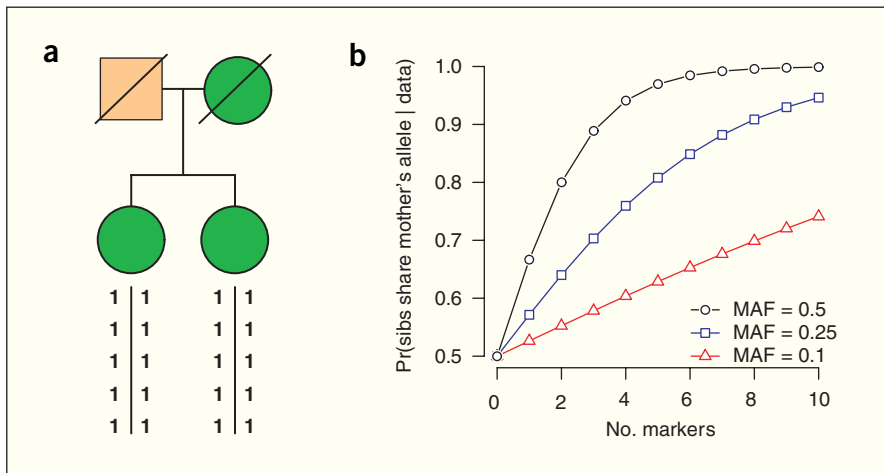 a
1 1 1 1
1 1 1 1
1 1 1 1
1 1 1 1
1 1 1 1
b
Pr(sibs share mother's allele | data)
1.0
0.9
0.8
0.7
0.6
0.5
MAF = 0.5
MAF = 0.25
MAF = 0.1
0 2 4 6 8 10
No. markers